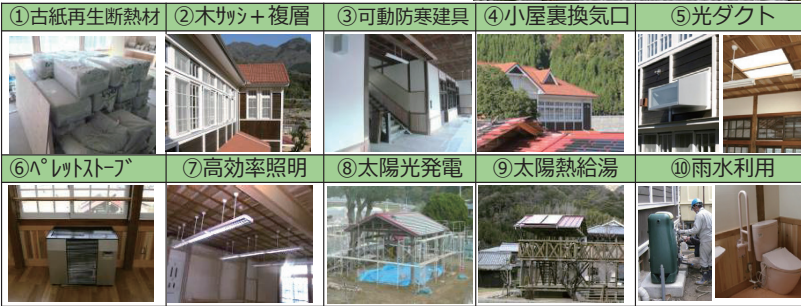 ①古紙再生断熱材
②木ｻｯｼ＋複層
③可動防寒建具
④小屋裏換気口
⑤光ダクト
⑥ﾍﾟﾚｯﾄｽﾄｰﾌﾞ
⑦高効率照明
⑧太陽光発電
⑨太陽熱給湯
⑩雨水利用